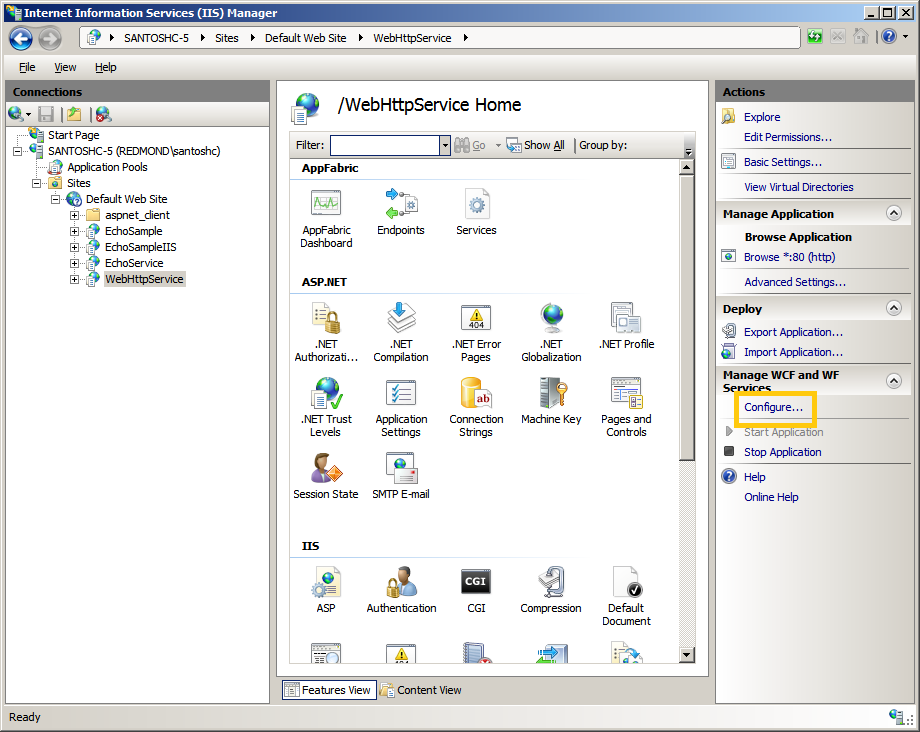 Internet Information Services (IIS) Manager
SANTOSHC-5 Sites Default Web Site WebHttpService
File View Help
Connections
Start Page
SANTOSHC-5 (REDMOND\santoshc)
Application Pools
Sites
Default Web Site
aspnet_client
EchoSample
EchoSampleIIS
EchoService
WebHttpService
/WebHttpService Home
Filter: Go Show All Group by:
AppFabric
AppFabric Dashboard
Endpoints
Services
ASP.NET
.NET Authorizati...
.NET Compilation
404
.NET Error Pages
.NET Globalization
.NET Profile
.NET Trust Levels
Application Settings
ab
Connection Strings
Machine Key
Pages and Controls
Session State
SMTP E-mail
IIS
ASP
Authentication
CGI
CGI
Compression
Default Document
Features View
Content View
Actions
Explore
Edit Permissions...
Basic Settings...
View Virtual Directories
Manage Application
Browse Application
Browse *:80 (http)
Advanced Settings...
Deploy
Export Application...
Import Application...
Manage WCF and WF
Services
Configure...
Start Application
Stop Application
Help
Online Help
Ready